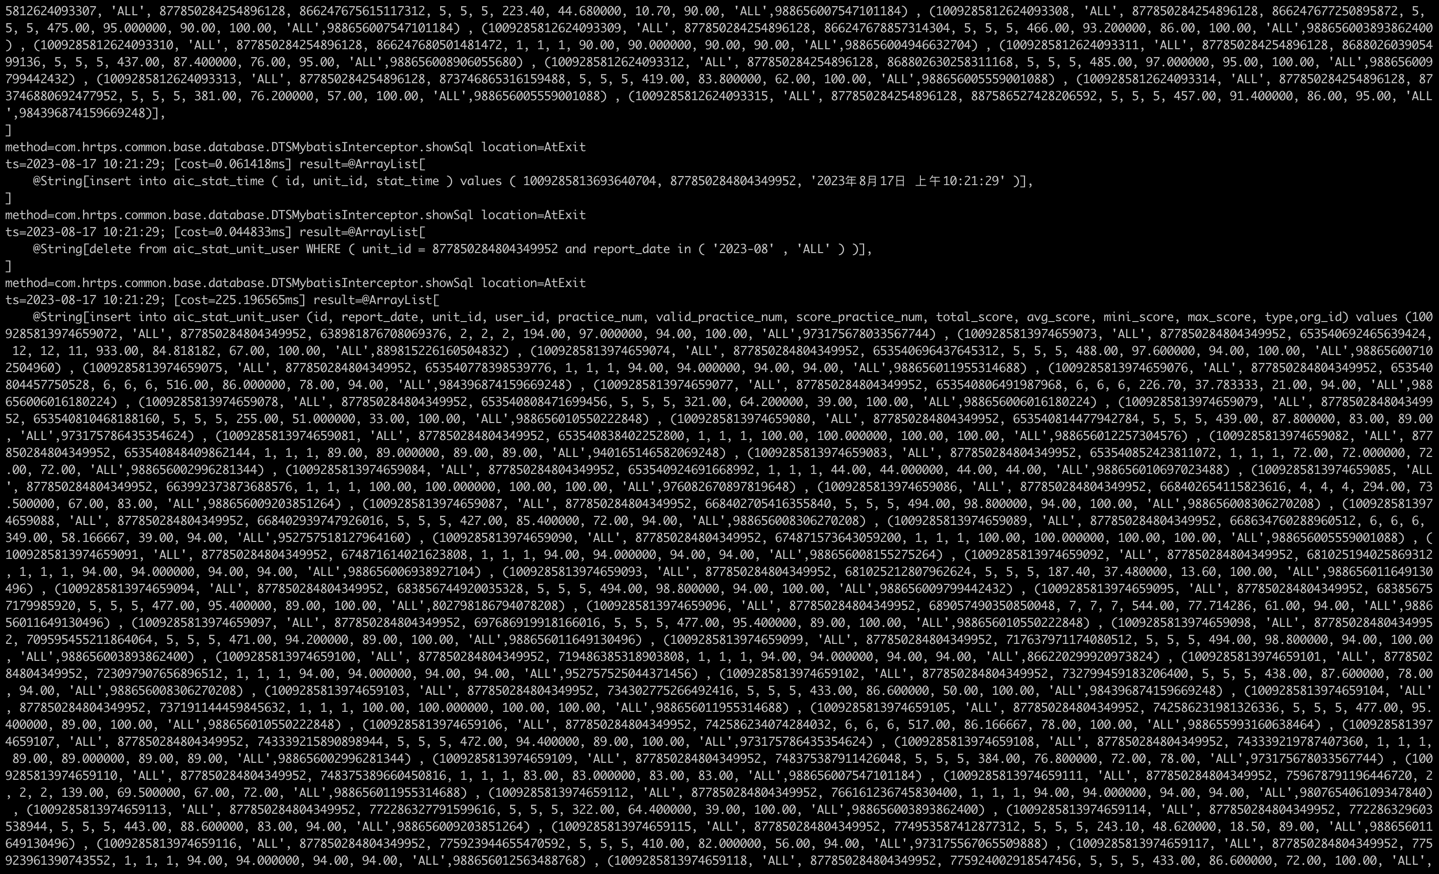 5812624093307, 'ALL', 877850284254896128, 866247675615117312, 5, 5, 5, 223.40, 44.680000, 10.70, 90.00, 'ALL',988656007547101184) , (1009285812624093308, 'ALL', 877850284254896128, 866247677250895872, 5,
5, 5, 475.00, 95.000000, 90.00, 100.00, 'ALL',988656007547101184) , (1009285812624093309, 'ALL', 877850284254896128, 866247678857314304, 5, 5, 5, 466.00, 93.200000, 86.00, 100.00, 'ALL',988656003893862400
) , (1009285812624093310, 'ALL', 877850284254896128, 866247680501481472, 1, 1, 1, 90.00, 90.000000, 90.00, 90.00, 'ALL',988656004946632704) , (1009285812624093311, 'ALL', 877850284254896128, 8688026039054
99136, 5, 5, 5, 437.00, 87.400000, 76.00, 95.00, 'ALL',988656008906055680) , (1009285812624093312, 'ALL', 877850284254896128, 868802630258311168, 5, 5, 5, 485.00, 97.000000, 95.00, 100.00, 'ALL',988656009
799442432) , (1009285812624093313, 'ALL', 877850284254896128, 873746865316159488, 5, 5, 5, 419.00, 83.800000, 62.00, 100.00, 'ALL',988656005559001088) , (1009285812624093314, 'ALL', 877850284254896128, 87
3746880692477952, 5, 5, 5, 381.00, 76.200000, 57.00, 100.00, 'ALL',988656005559001088) , (1009285812624093315, 'ALL', 877850284254896128, 887586527428206592, 5, 5, 5, 457.00, 91.400000, 86.00, 95.00, 'ALL
',984396874159669248)],
]
method=com.hrtps.common.base.database.DTSMybatisInterceptor.showSql location=AtExit
ts=2023-08-17 10:21:29; [cost=0.061418ms] result=@ArrayList[
@String[insert into aic_stat_time ( id, unit_id, stat_time ) values ( 1009285813693640704, 877850284804349952, '2023年8月17日 上午10:21:29' )],
]
method=com.hrtps.common.base.database.DTSMybatisInterceptor.showSql location=AtExit
ts=2023-08-17 10:21:29; [cost=0.044833ms] result=@ArrayList[
@String[delete from aic_stat_unit_user WHERE ( unit_id = 877850284804349952 and report_date in ( '2023-08' , 'ALL' ) )],
]
method=com.hrtps.common.base.database.DTSMybatisInterceptor.showSql location=AtExit
ts=2023-08-17 10:21:29; [cost=225.196565ms] result=@ArrayList[
@String[insert into aic_stat_unit_user (id, report_date, unit_id, user_id, practice_num, valid_practice_num, score_practice_num, total_score, avg_score, mini_score, max_score, type,org_id) values (100
9285813974659072, 'ALL', 877850284804349952, 638981876708069376, 2, 2, 2, 194.00, 97.000000, 94.00, 100.00, 'ALL',973175678033567744) , (1009285813974659073, 'ALL', 877850284804349952, 653540692465639424,
12, 12, 11, 933.00, 84.818182, 67.00, 100.00, 'ALL',889815226160504832) , (1009285813974659074, 'ALL', 877850284804349952, 653540696437645312, 5, 5, 5, 488.00, 97.600000, 94.00, 100.00, 'ALL',98865600710
2504960) , (1009285813974659075, 'ALL', 877850284804349952, 653540778398539776, 1, 1, 1, 94.00, 94.000000, 94.00, 94.00, 'ALL',988656011955314688) , (1009285813974659076, 'ALL', 877850284804349952, 653540
804457750528, 6, 6, 6, 516.00, 86.000000, 78.00, 94.00, 'ALL',984396874159669248) , (1009285813974659077, 'ALL', 877850284804349952, 653540806491987968, 6, 6, 6, 226.70, 37.783333, 21.00, 94.00, 'ALL',988
656006016180224) , (1009285813974659078, 'ALL', 877850284804349952, 653540808471699456, 5, 5, 5, 321.00, 64.200000, 39.00, 100.00, 'ALL',988656006016180224) , (1009285813974659079, 'ALL', 8778502848043499
52, 653540810468188160, 5, 5, 5, 255.00, 51.000000, 33.00, 100.00, 'ALL',988656010550222848) , (1009285813974659080, 'ALL', 877850284804349952, 653540814477942784, 5, 5, 5, 439.00, 87.800000, 83.00, 89.00
, 'ALL',973175786435354624) , (1009285813974659081, 'ALL', 877850284804349952, 653540838402252800, 1, 1, 1, 100.00, 100.000000, 100.00, 100.00, 'ALL',988656012257304576) , (1009285813974659082, 'ALL', 877
850284804349952, 653540848409862144, 1, 1, 1, 89.00, 89.000000, 89.00, 89.00, 'ALL',940165146582069248) , (1009285813974659083, 'ALL', 877850284804349952, 653540852423811072, 1, 1, 1, 72.00, 72.000000, 72
.00, 72.00, 'ALL',988656002996281344) , (1009285813974659084, 'ALL', 877850284804349952, 653540924691668992, 1, 1, 1, 44.00, 44.000000, 44.00, 44.00, 'ALL',988656010697023488) , (1009285813974659085, 'ALL
', 877850284804349952, 663992373873688576, 1, 1, 1, 100.00, 100.000000, 100.00, 100.00, 'ALL',976082670897819648) , (1009285813974659086, 'ALL', 877850284804349952, 668402654115823616, 4, 4, 4, 294.00, 73
.500000, 67.00, 83.00, 'ALL',988656009203851264) , (1009285813974659087, 'ALL', 877850284804349952, 668402705416355840, 5, 5, 5, 494.00, 98.800000, 94.00, 100.00, 'ALL',988656008306270208) , (100928581397
4659088, 'ALL', 877850284804349952, 668402939747926016, 5, 5, 5, 427.00, 85.400000, 72.00, 94.00, 'ALL',988656008306270208) , (1009285813974659089, 'ALL', 877850284804349952, 668634760288960512, 6, 6, 6,
349.00, 58.166667, 39.00, 94.00, 'ALL',952757518127964160) , (1009285813974659090, 'ALL', 877850284804349952, 674871573643059200, 1, 1, 1, 100.00, 100.000000, 100.00, 100.00, 'ALL',988656005559001088) , (
1009285813974659091, 'ALL', 877850284804349952, 674871614021623808, 1, 1, 1, 94.00, 94.000000, 94.00, 94.00, 'ALL',988656008155275264) , (1009285813974659092, 'ALL', 877850284804349952, 681025194025869312
, 1, 1, 1, 94.00, 94.000000, 94.00, 94.00, 'ALL',988656006938927104) , (1009285813974659093, 'ALL', 877850284804349952, 681025212807962624, 5, 5, 5, 187.40, 37.480000, 13.60, 100.00, 'ALL',988656011649130
496) , (1009285813974659094, 'ALL', 877850284804349952, 683856744920035328, 5, 5, 5, 494.00, 98.800000, 94.00, 100.00, 'ALL',988656009799442432) , (1009285813974659095, 'ALL', 877850284804349952, 68385675
7179985920, 5, 5, 5, 477.00, 95.400000, 89.00, 100.00, 'ALL',802798186794078208) , (1009285813974659096, 'ALL', 877850284804349952, 689057490350850048, 7, 7, 7, 544.00, 77.714286, 61.00, 94.00, 'ALL',9886
56011649130496) , (1009285813974659097, 'ALL', 877850284804349952, 697686919918166016, 5, 5, 5, 477.00, 95.400000, 89.00, 100.00, 'ALL',988656010550222848) , (1009285813974659098, 'ALL', 87785028480434995
2, 709595455211864064, 5, 5, 5, 471.00, 94.200000, 89.00, 100.00, 'ALL',988656011649130496) , (1009285813974659099, 'ALL', 877850284804349952, 717637971174080512, 5, 5, 5, 494.00, 98.800000, 94.00, 100.00
, 'ALL',988656003893862400) , (1009285813974659100, 'ALL', 877850284804349952, 719486385318903808, 1, 1, 1, 94.00, 94.000000, 94.00, 94.00, 'ALL',866220299920973824) , (1009285813974659101, 'ALL', 8778502
84804349952, 723097907656896512, 1, 1, 1, 94.00, 94.000000, 94.00, 94.00, 'ALL',952757525044371456) , (1009285813974659102, 'ALL', 877850284804349952, 732799459183206400, 5, 5, 5, 438.00, 87.600000, 78.00
, 94.00, 'ALL',988656008306270208) , (1009285813974659103, 'ALL', 877850284804349952, 734302775266492416, 5, 5, 5, 433.00, 86.600000, 50.00, 100.00, 'ALL',984396874159669248) , (1009285813974659104, 'ALL'
, 877850284804349952, 737191144459845632, 1, 1, 1, 100.00, 100.000000, 100.00, 100.00, 'ALL',988656011955314688) , (1009285813974659105, 'ALL', 877850284804349952, 742586231981326336, 5, 5, 5, 477.00, 95.
400000, 89.00, 100.00, 'ALL',988656010550222848) , (1009285813974659106, 'ALL', 877850284804349952, 742586234074284032, 6, 6, 6, 517.00, 86.166667, 78.00, 100.00, 'ALL',988655993160638464) , (100928581397
4659107, 'ALL', 877850284804349952, 743339215890898944, 5, 5, 5, 472.00, 94.400000, 89.00, 100.00, 'ALL',973175786435354624) , (1009285813974659108, 'ALL', 877850284804349952, 743339219787407360, 1, 1, 1,
89.00, 89.000000, 89.00, 89.00, 'ALL',988656002996281344) , (1009285813974659109, 'ALL', 877850284804349952, 748375387911426048, 5, 5, 5, 384.00, 76.800000, 72.00, 78.00, 'ALL',973175678033567744) , (100
9285813974659110, 'ALL', 877850284804349952, 748375389660450816, 1, 1, 1, 83.00, 83.000000, 83.00, 83.00, 'ALL',988656007547101184) , (1009285813974659111, 'ALL', 877850284804349952, 759678791196446720, 2
, 2, 2, 139.00, 69.500000, 67.00, 72.00, 'ALL',988656011955314688) , (1009285813974659112, 'ALL', 877850284804349952, 766161236745830400, 1, 1, 1, 94.00, 94.000000, 94.00, 94.00, 'ALL',980765406109347840)
, (1009285813974659113, 'ALL', 877850284804349952, 772286327791599616, 5, 5, 5, 322.00, 64.400000, 39.00, 100.00, 'ALL',988656003893862400) , (1009285813974659114, 'ALL', 877850284804349952, 772286329603
538944, 5, 5, 5, 443.00, 88.600000, 83.00, 94.00, 'ALL',988656009203851264) , (1009285813974659115, 'ALL', 877850284804349952, 774953587412877312, 5, 5, 5, 243.10, 48.620000, 18.50, 89.00, 'ALL',988656011
649130496) , (1009285813974659116, 'ALL', 877850284804349952, 775923944655470592, 5, 5, 5, 410.00, 82.000000, 56.00, 94.00, 'ALL',973175567065509888) , (1009285813974659117, 'ALL', 877850284804349952, 775
923961390743552, 1, 1, 1, 94.00, 94.000000, 94.00, 94.00, 'ALL',988656012563488768) , (1009285813974659118, 'ALL', 877850284804349952, 775924002918547456, 5, 5, 5, 433.00, 86.600000, 72.00, 100.00, 'ALL',